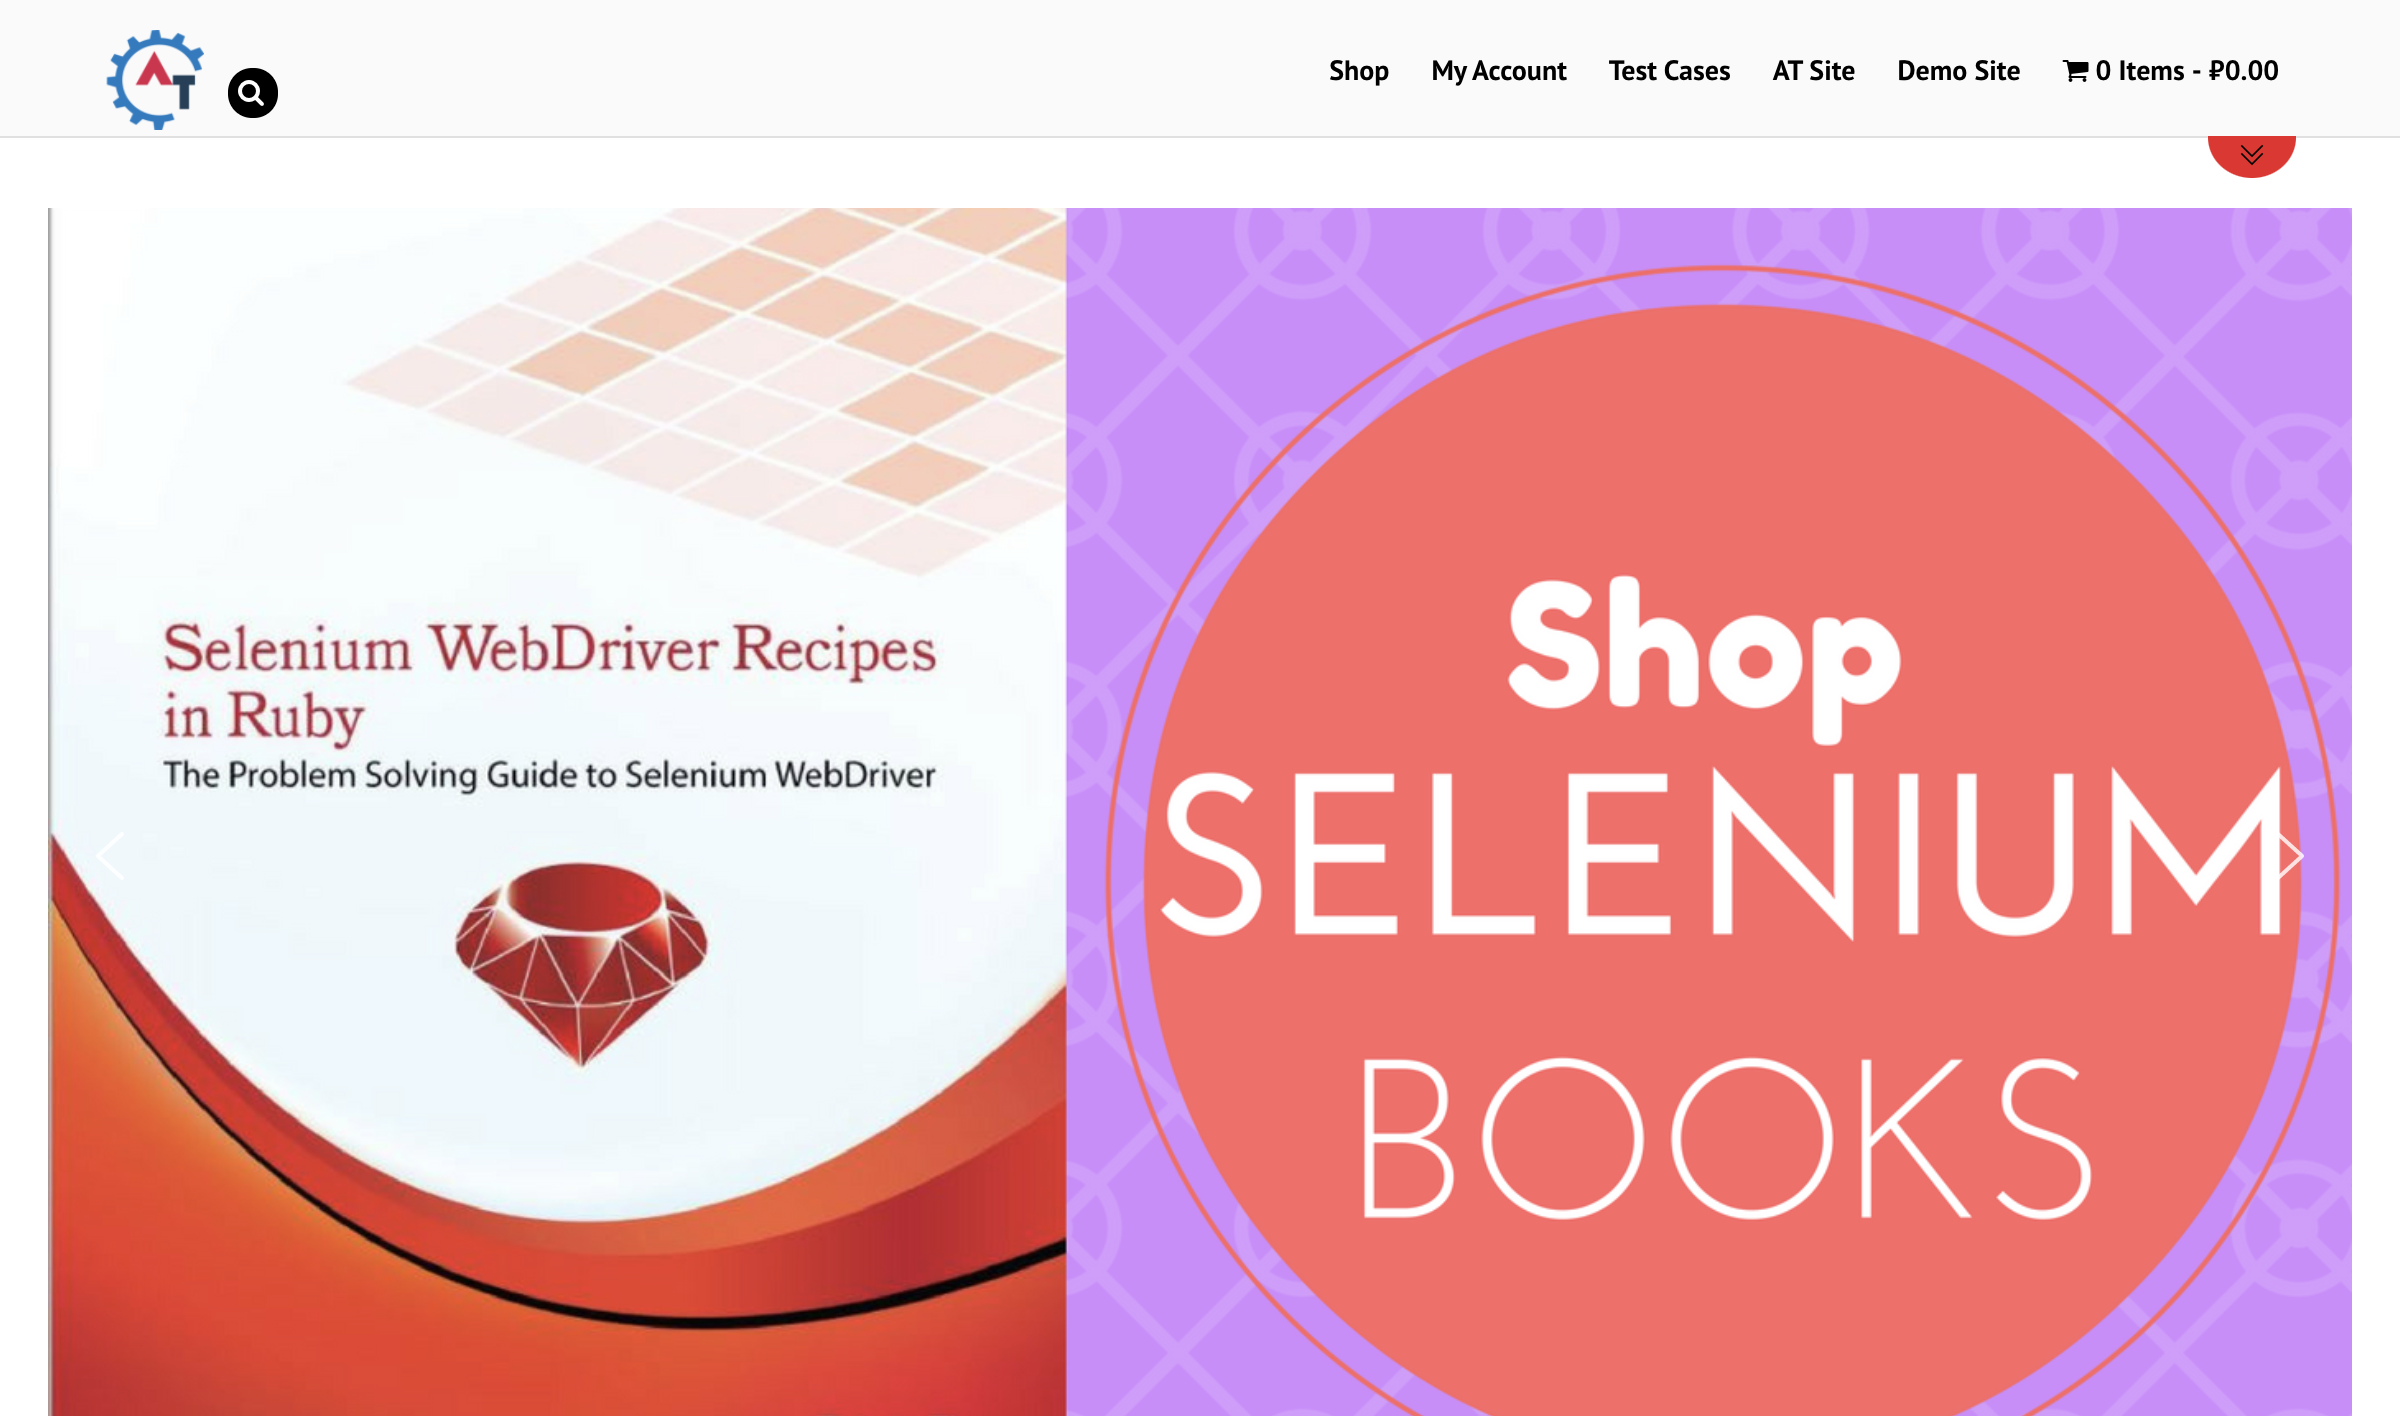 AT
Shop My Account Test Cases AT Site Demo Site 0 Items - ₽0.00
Selenium WebDriver Recipes
in Ruby
The Problem Solving Guide to Selenium WebDriver
Shop
SELENIUM
BOOKS